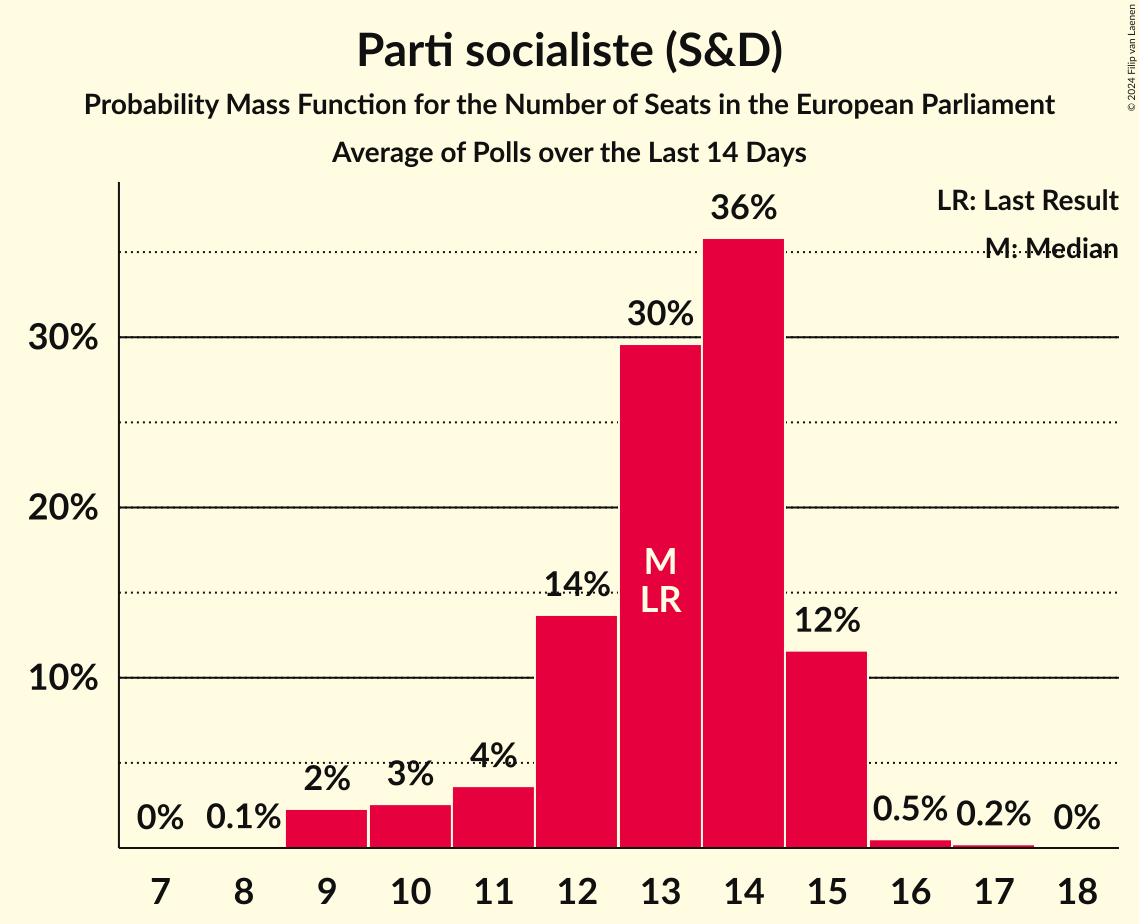 Parti socialiste (S&D)
Probability Mass Function for the Number of Seats in the European Parliament
Average of Polls over the Last 14 Days
© 2024 Filip van Laenen
LR: Last Result
M: Median
36%
30%
30%
20%
14%
M
LR
12%
10%
4%
3%
2%
0%
0.1%
0.5%
0.2%
0%
7 8 9 10 11 12 13 14 15 16 17 18